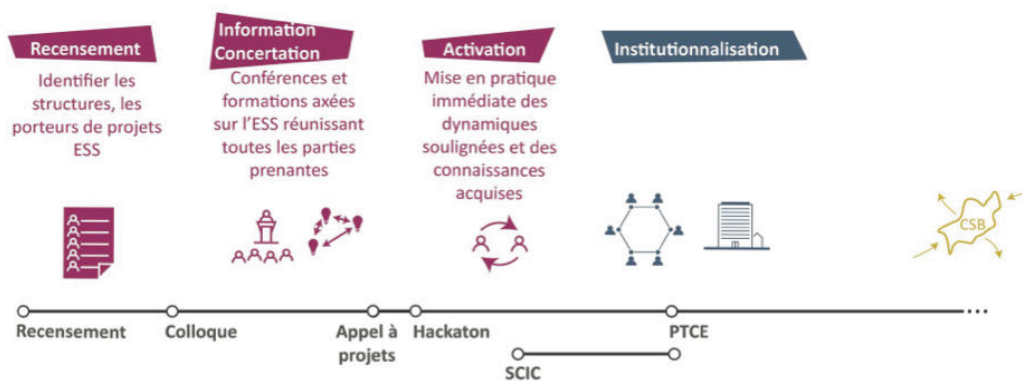 Recensement
Identifier les
structures, les
porteurs de projets
ESS
Information
Concertation
Conférences et
formations axées
sur l'ESS réunissant
toutes les parties
prenantes
Activation
Mise en pratique
immédiate des
dynamiques
soulignées et des
connaissances
acquises
Institutionnalisation
CSB
Recensement
Colloque
Appel à
projets
Hackaton
PTCE
SCIC